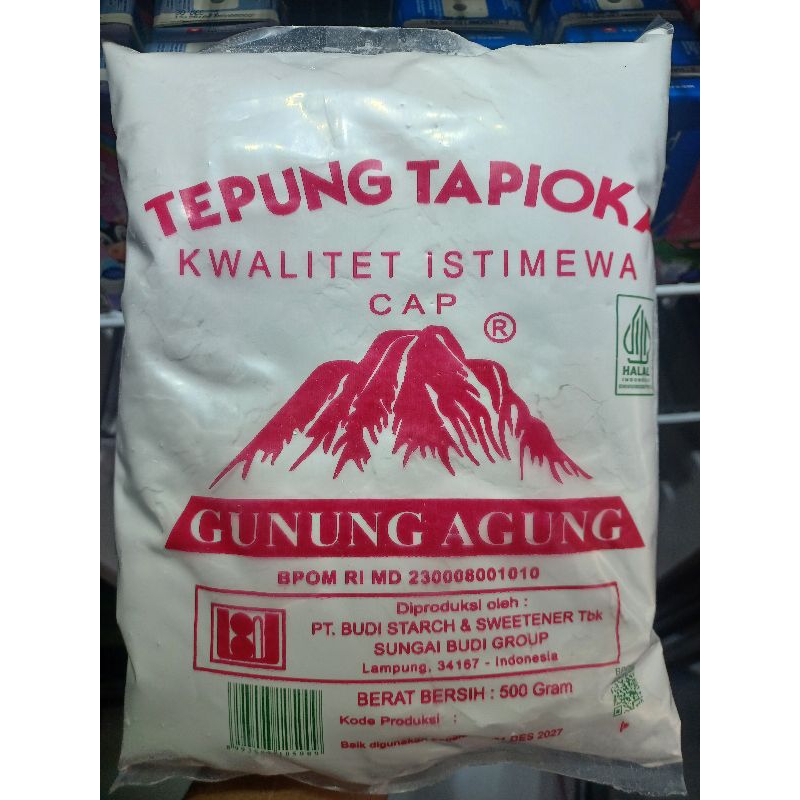 TEPUNG TAPIOKA
KWALITET ISTIMEWA
CAP
®
HALAL
INDONESIA
GUNUNG AGUNG
BPOM RI MD 230008001010
Diproduksi oleh :
PT. BUDI STARCH & SWEETENER Tbk
SUNGAI BUDI GROUP
Lampung, 34167 - Indonesia
BERAT BERSIH : 500 Gram
Kode Produksi :
Baik digunakan DES 2027